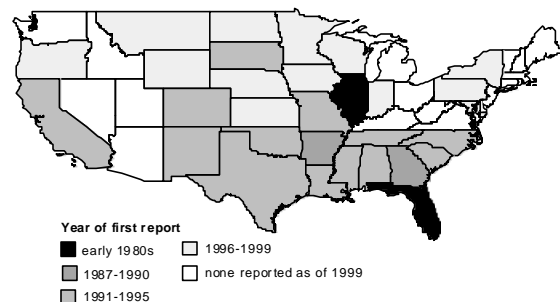 Year of first report
early 1980s
1987-1990
1991-1995
1996-1999
none reported as of 1999